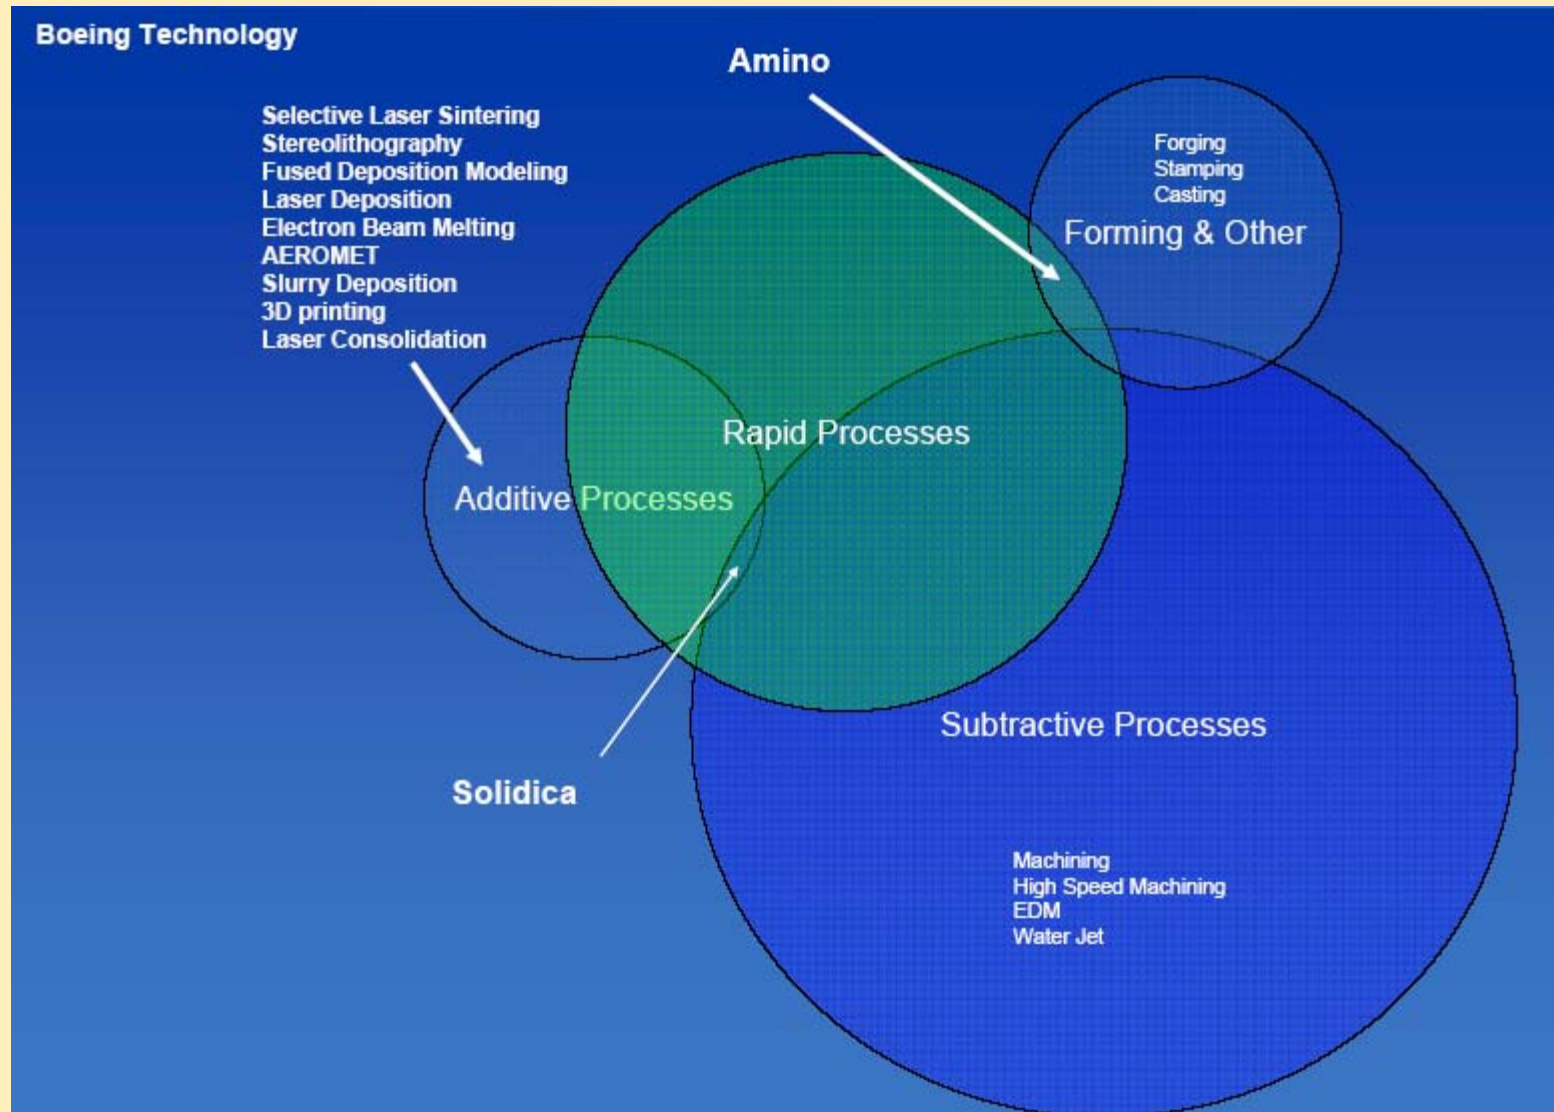 Boeing Technology
Amino
Selective Laser Sintering
Stereolithography
Fused Deposition Modeling
Laser Deposition
Electron Beam Melting
AEROMET
Slurry Deposition
3D printing
Laser Consolidation
Forging
Stamping
Casting
Forming & Other
Rapid Processes
Additive Processes
Subtractive Processes
Solidica
Machining
High Speed Machining
EDM
Water Jet